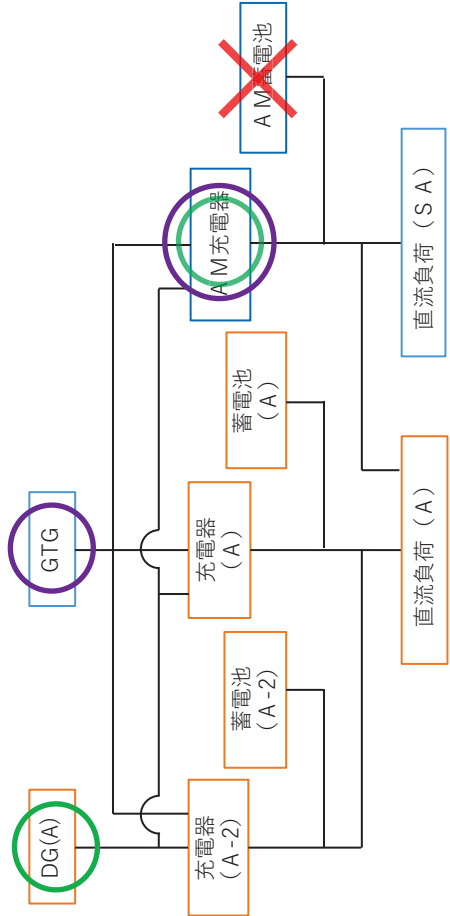 DG(A)
GTG
充電器
(A-2)
蓄電池
(A-2)
充電器
(A)
蓄電池
(A)
AM充電器
AM蓄電池
直流負荷(A)
直流負荷(SA)